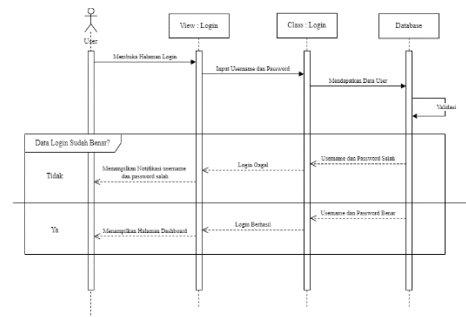 View : Login
Class : Login
Database
User
Membuka Halaman Login
Input Username dan Password
Mendapatkan Data User
Validasi
Data Login Sudah Benar?
Username dan Password Salah
Login Gagal
Menampilkan Notifikasi username
dan password salah
Tidak
Username dan Password Benar
Login Berhasil
Menampilkan Halaman Dashboard
Ya